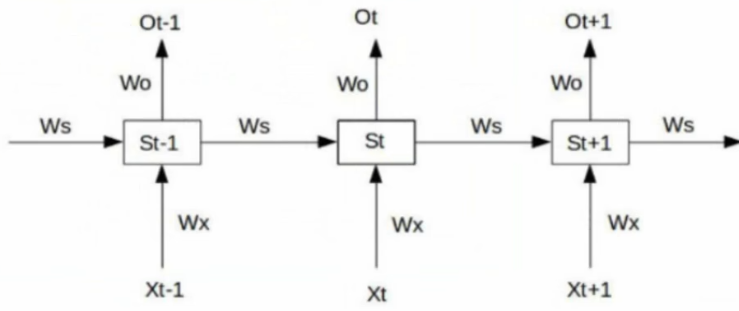 Ot-1 Ot Ot+1
Wo Wo Wo
Ws Ws Ws Ws
St-1 St St+1
Wx Wx Wx
Xt-1 Xt Xt+1